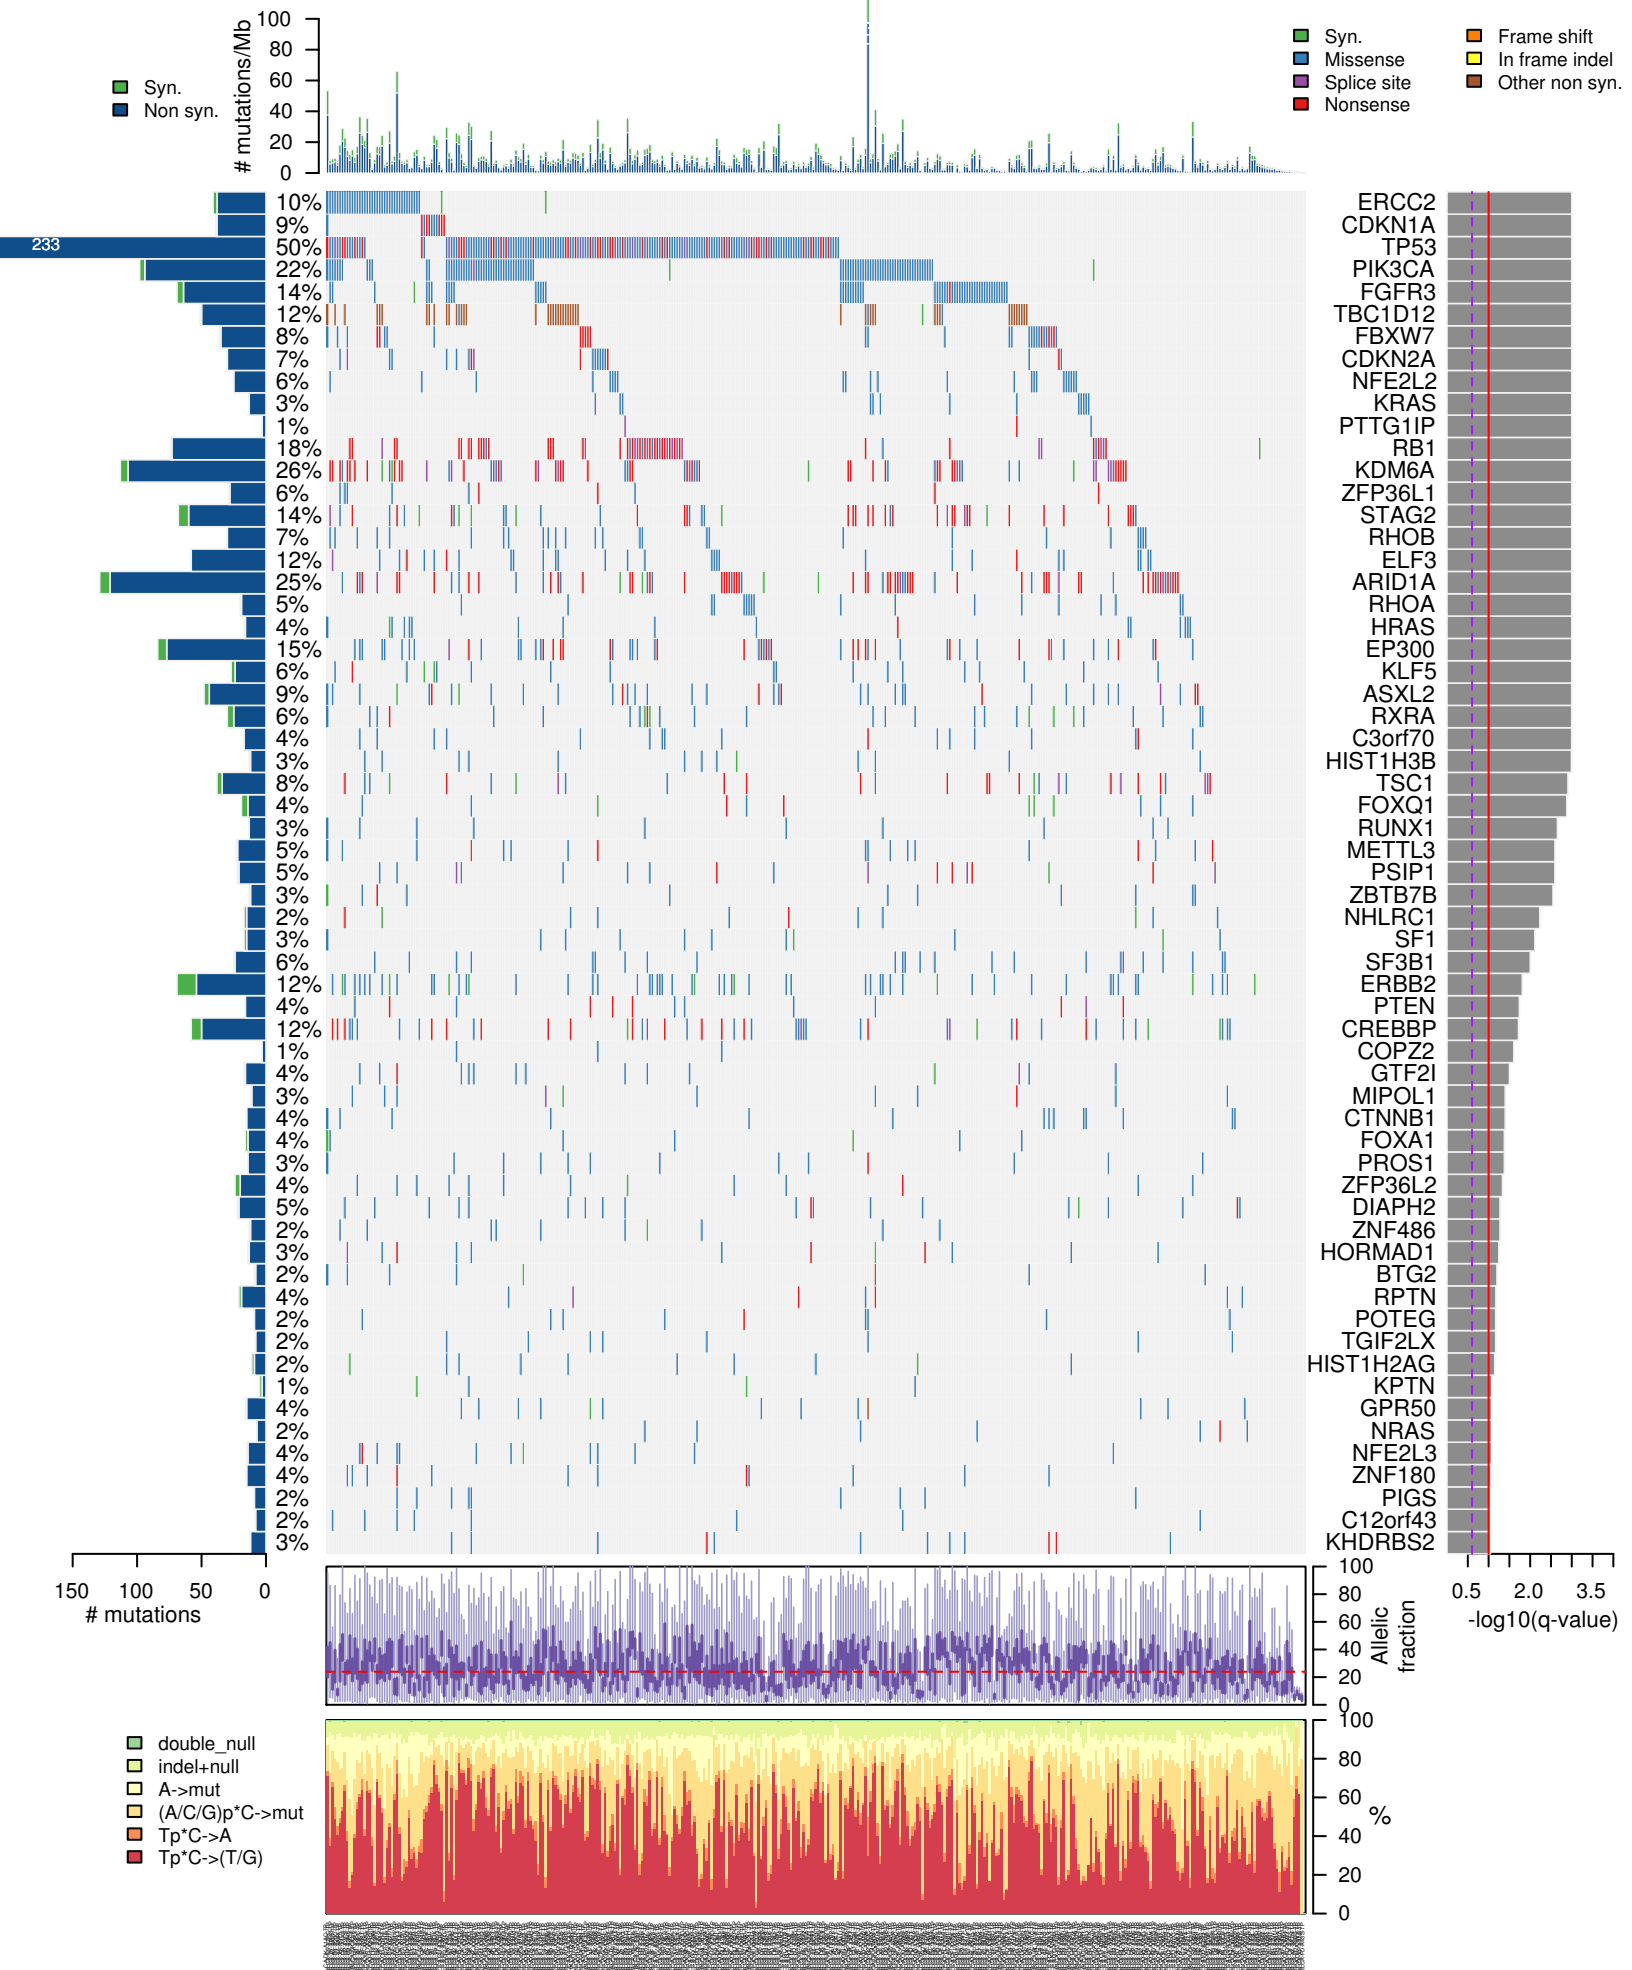 # mutations/Mb
100
80
60
40
20
0
Syn.
Non syn.
Syn.
Missense
Splice site
Nonsense
Frame shift
In frame indel
Other non syn.
10% ERCC2
9% CDKN1A
233 50% TP53
22% PIK3CA
14% FGFR3
12% TBC1D12
8% FBXW7
7% CDKN2A
6% NFE2L2
3% KRAS
1% PTTG1IP
18% RB1
26% KDM6A
6% ZFP36L1
14% STAG2
7% RHOB
12% ELF3
25% ARID1A
5% RHOA
4% HRAS
15% EP300
6% KLF5
9% ASXL2
6% RXRA
4% C3orf70
3% HIST1H3B
8% TSC1
4% FOXQ1
3% RUNX1
5% METTL3
5% PSIP1
3% ZBTB7B
2% NHLRC1
3% SF1
6% SF3B1
12% ERBB2
4% PTEN
12% CREBBP
1% COPZ2
4% GTF2I
3% MIPOL1
4% CTNNB1
4% FOXA1
3% PROS1
4% ZFP36L2
5% DIAPH2
2% ZNF486
3% HORMAD1
2% BTG2
4% RPTN
2% POTEG
2% TGIF2LX
2% HIST1H2AG
1% KPTN
4% GPR50
2% NRAS
4% NFE2L3
4% ZNF180
2% PIGS
2% C12orf43
3% KHDRBS2
150 100 50 0
# mutations
0.5 2.0 3.5
-log10(q-value)
100
80
60
40
20
0
Allelic
fraction
100
80
60
40
20
0
%
double_null
indel+null
A->mut
(A/C/G)p*C->mut
Tp*C->A
Tp*C->(T/G)